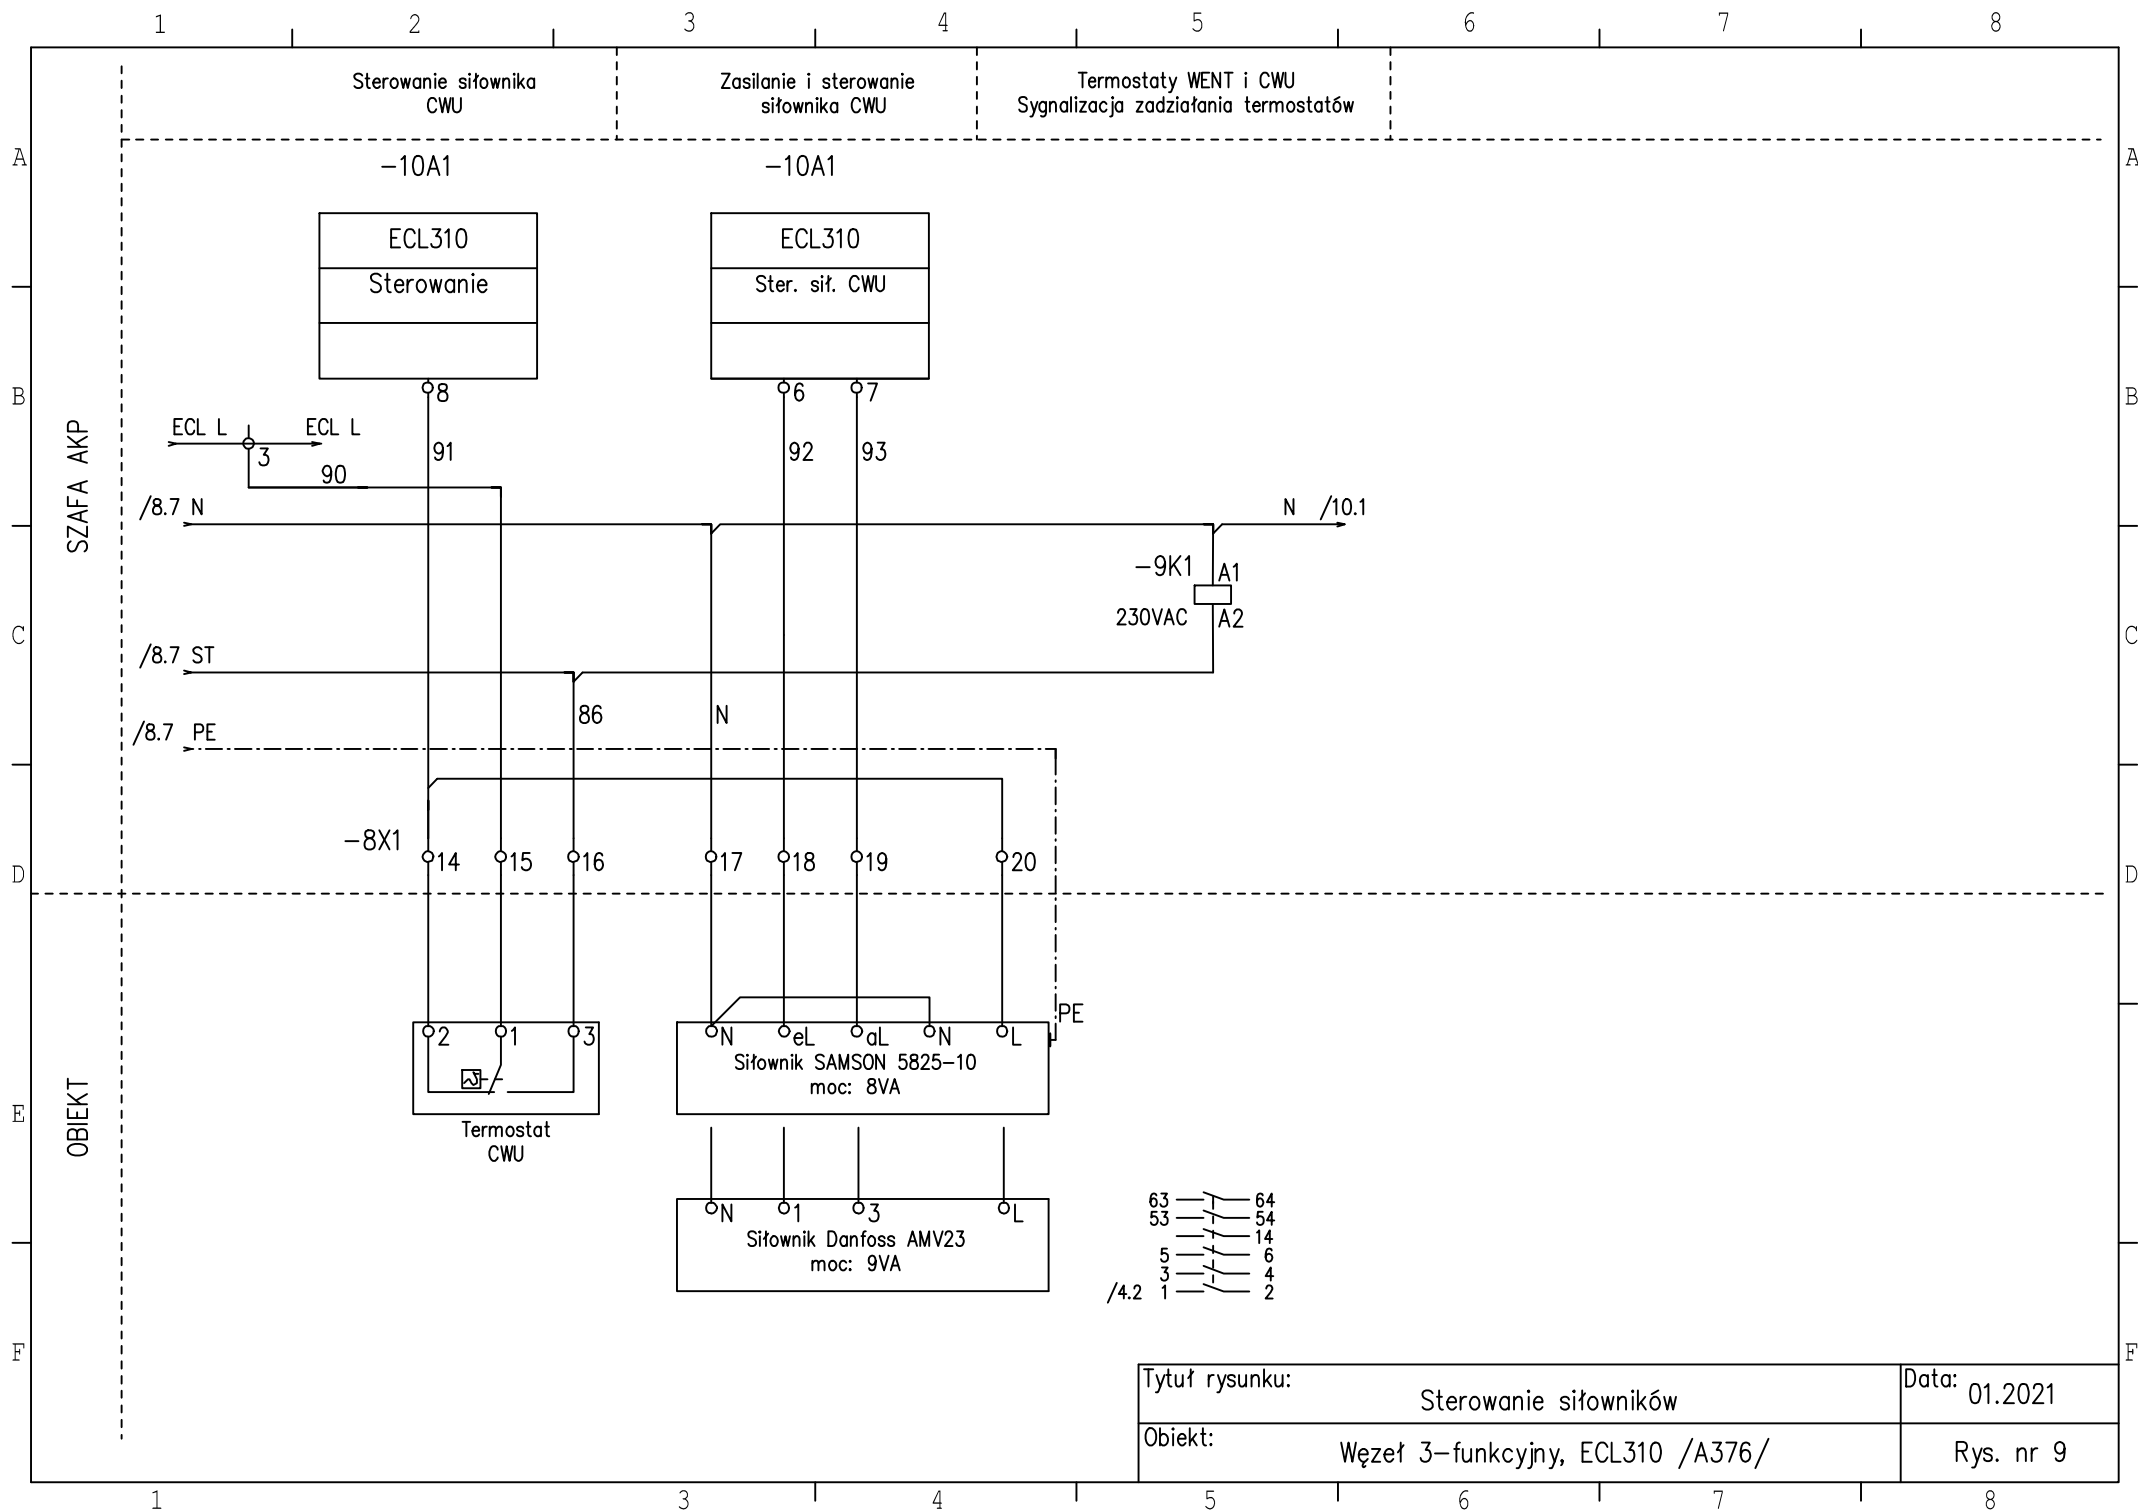 1 2 3 4 5 6 7 8
Sterowanie siłownika
CWU
Zasilanie i sterowanie
siłownika CWU
Termostaty WENT i CWU
Sygnalizacja zadziałania termostatów
A A
-10A1 -10A1
ECL310 ECL310
Sterowanie Ster. sił. CWU
8 6 7
B B
ECL L ECL L
3
91 92 93
90
SZAFA AKP
/8.7 N N /10.1
-9K1 A1
230VAC A2
C C
/8.7 ST
86 N
/8.7 PE
-8X1
14 15 16 17 18 19 20
D D
PE
2 1 3 N eL aL N L
Siłownik SAMSON 5825-10
moc: 8VA
OBIEKT
E E
Termostat
CWU
N 1 3 L
Siłownik Danfoss AMV23
moc: 9VA
63 64
53 54
14
5 6
3 4
/4.2 1 2
F F
Tytuł rysunku:
Sterowanie siłowników
Data: 01.2021
Obiekt:
Węzeł 3-funkcyjny, ECL310 /A376/
Rys. nr 9
1 3 4 5 6 7 8